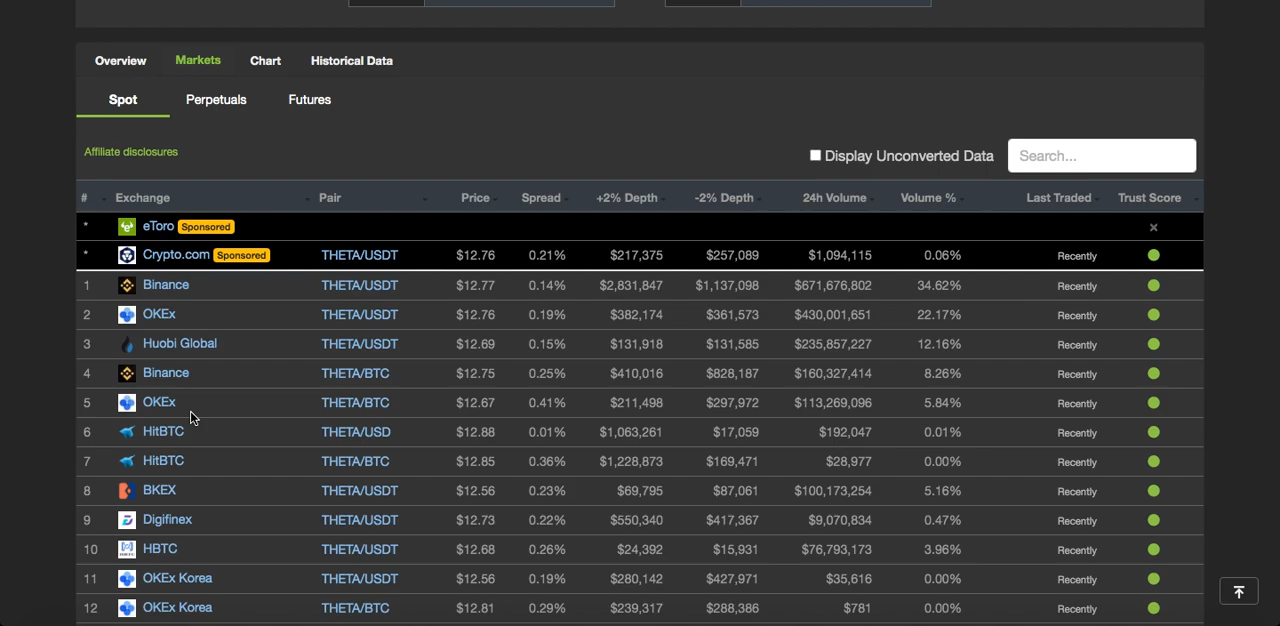 Overview Markets Chart Historical Data
Spot Perpetuals Futures
Affiliate disclosures
Display Unconverted Data Search...
# Exchange Pair Price Spread +2% Depth -2% Depth 24h Volume Volume % Last Traded Trust Score
* eToro Sponsored
* Crypto.com Sponsored THETA/USDT $12.76 0.21% $217,375 $257,089 $1,094,115 0.06% Recently
1 Binance THETA/USDT $12.77 0.14% $2,831,847 $1,137,098 $671,676,802 34.62% Recently
2 OKEx THETA/USDT $12.76 0.19% $382,174 $361,573 $430,001,651 22.17% Recently
3 Huobi Global THETA/USDT $12.69 0.15% $131,918 $131,585 $235,857,227 12.16% Recently
4 Binance THETA/BTC $12.75 0.25% $410,016 $828,187 $160,327,414 8.26% Recently
5 OKEx THETA/BTC $12.67 0.41% $211,498 $297,972 $113,269,096 5.84% Recently
6 HitBTC THETA/USD $12.88 0.01% $1,063,261 $17,059 $192,047 0.01% Recently
7 HitBTC THETA/BTC $12.85 0.36% $1,228,873 $169,471 $28,977 0.00% Recently
8 BKEX THETA/USDT $12.56 0.23% $69,795 $87,061 $100,173,254 5.16% Recently
9 Digifinex THETA/USDT $12.73 0.22% $550,340 $417,367 $9,070,834 0.47% Recently
10 HBTC THETA/USDT $12.68 0.26% $24,392 $15,931 $76,793,173 3.96% Recently
11 OKEx Korea THETA/USDT $12.56 0.19% $280,142 $427,971 $35,616 0.00% Recently
12 OKEx Korea THETA/BTC $12.81 0.29% $239,317 $288,386 $781 0.00% Recently